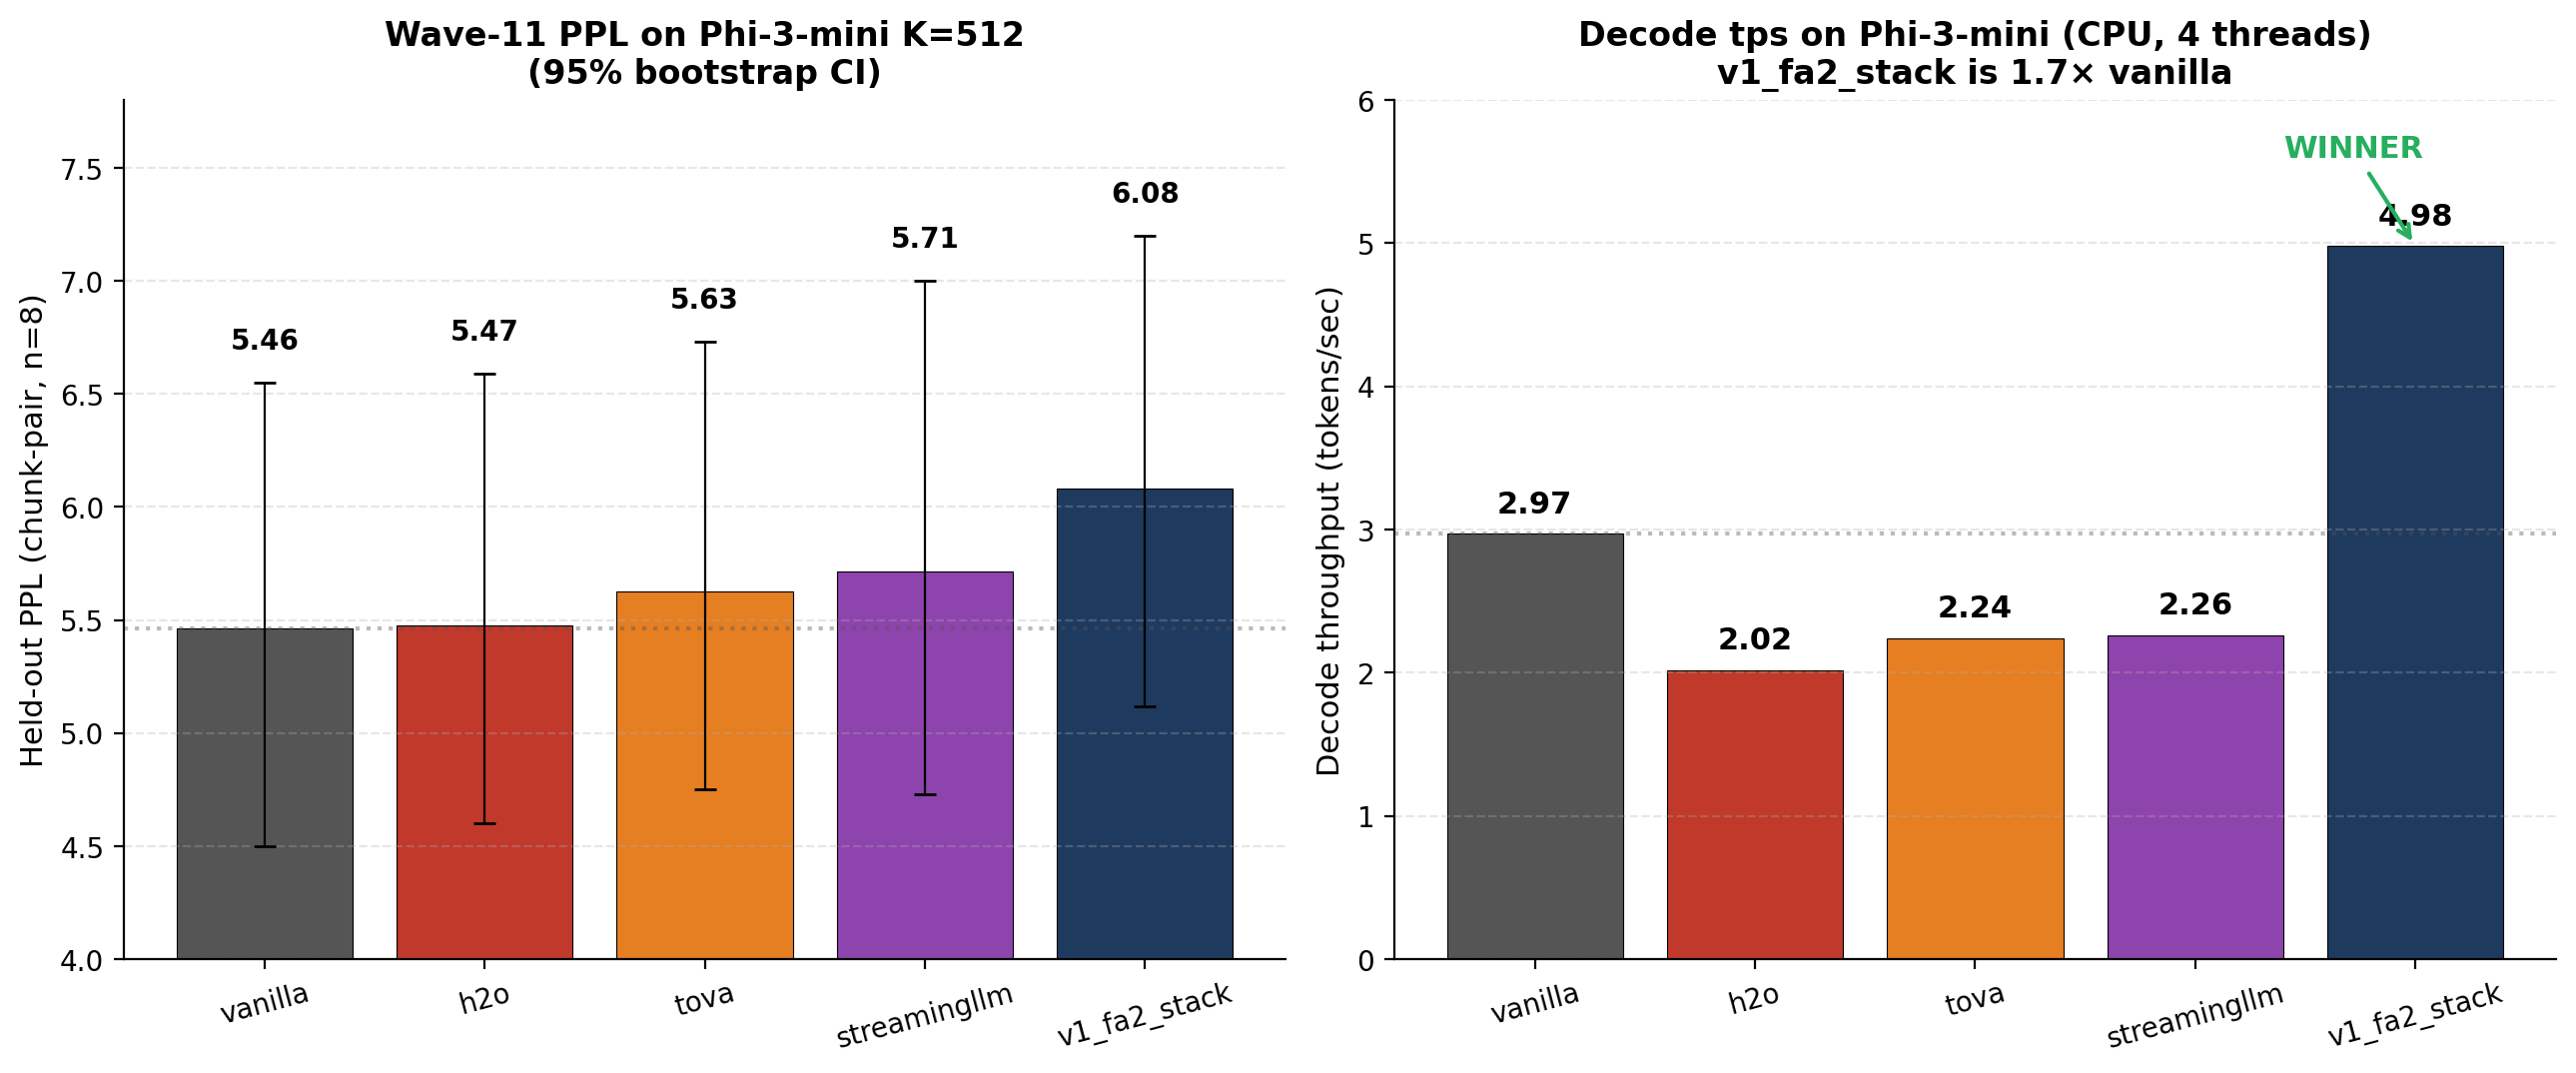 Wave-11 PPL on Phi-3-mini K=512
(95% bootstrap CI)
Held-out PPL (chunk-pair, n=8)
7.5
7.0
6.5
6.0
5.5
5.0
4.5
4.0
5.46
5.47
5.63
5.71
6.08
vanilla
h2o
tova
streamingllm
v1_fa2_stack
Decode tps on Phi-3-mini (CPU, 4 threads)
v1_fa2_stack is 1.7× vanilla
Decode throughput (tokens/sec)
6
5
4
3
2
1
0
WINNER
2.97
2.02
2.24
2.26
4.98
vanilla
h2o
tova
streamingllm
v1_fa2_stack